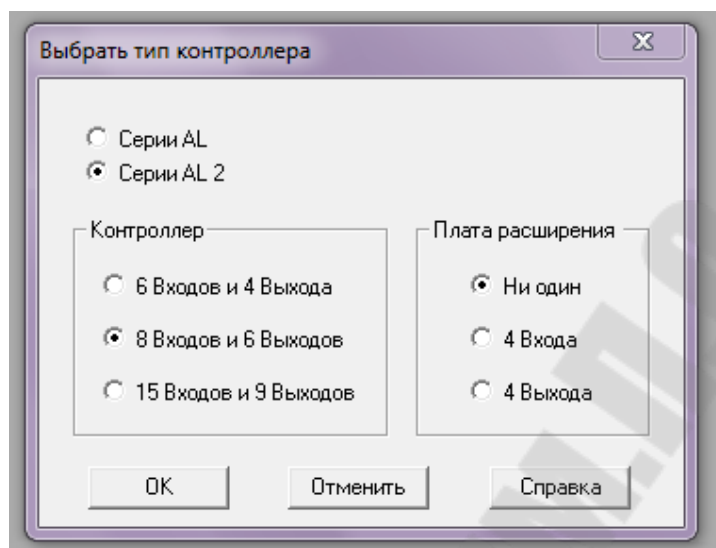 Выбрать тип контроллера
Серии AL
Серии AL 2
Контроллер
6 Входов и 4 Выхода
8 Входов и 6 Выходов
15 Входов и 9 Выходов
Плата расширения
Ни один
4 Входа
4 Выхода
OK
Отменить
Справка